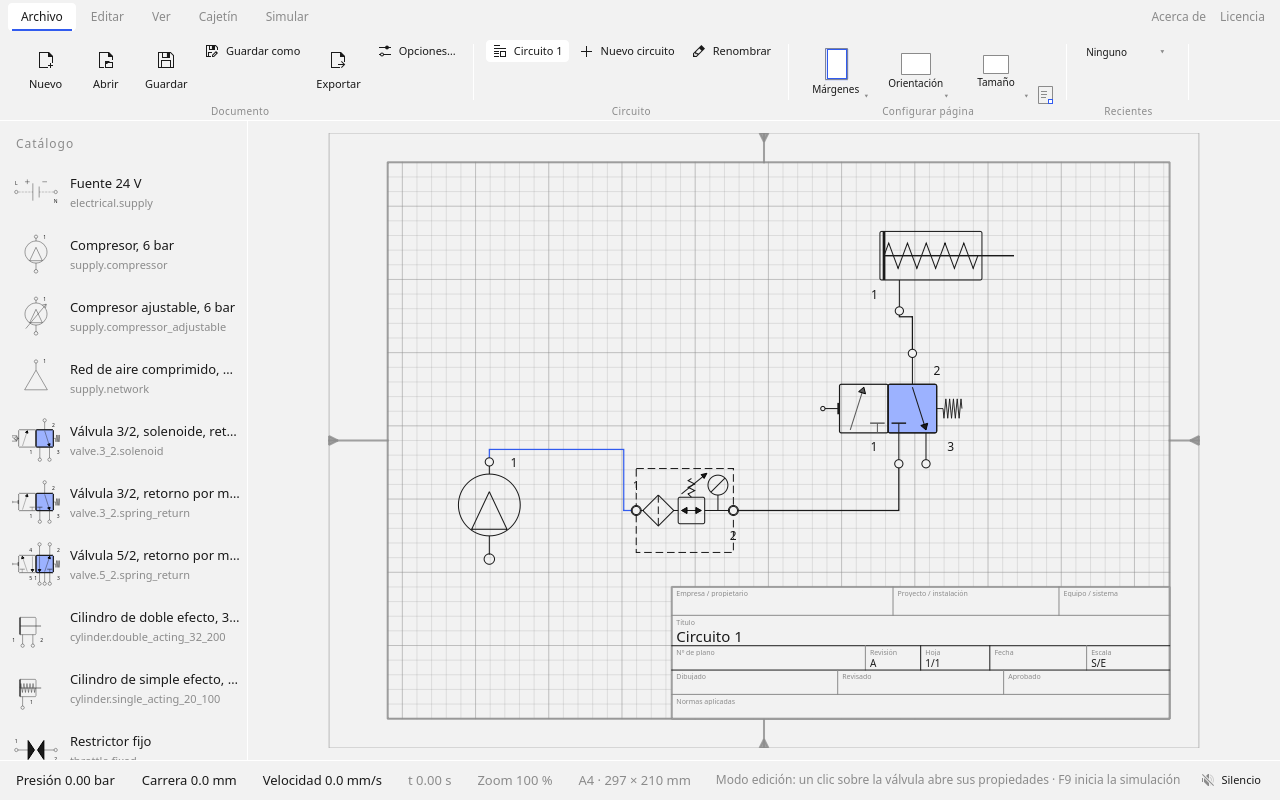 Archivo Editar Ver Cajetín Simular Acerca de Licencia
Nuevo Abrir Guardar Guardar como Exportar Opciones... Circuito 1 Nuevo circuito Renombrar Márgenes Orientación Tamaño Ninguno
Documento Circuito Configurar página Recientes
Catálogo
Fuente 24 V
electrical.supply
Compresor, 6 bar
supply.compressor
Compresor ajustable, 6 bar
supply.compressor_adjustable
Red de aire comprimido, ...
supply.network
Válvula 3/2, solenoide, ret...
valve.3_2.solenoid
Válvula 3/2, retorno por m...
valve.3_2.spring_return
Válvula 5/2, retorno por m...
valve.5_2.spring_return
Cilindro de doble efecto, 3...
cylinder.double_acting_32_200
Cilindro de simple efecto, ...
cylinder.single_acting_20_100
Restrictor fijo
throttle.fixed
1
2
1 3
1
1
2
Empresa / propietario Proyecto / instalación Equipo / sistema
Título
Circuito 1
Nº de plano Revisión Hoja Fecha Escala
A 1/1 S/E
Dibujado Revisado Aprobado
Normas aplicadas
Presión 0.00 bar Carrera 0.0 mm Velocidad 0.0 mm/s t 0.00 s Zoom 100 % A4 · 297 × 210 mm Modo edición: un clic sobre la válvula abre sus propiedades · F9 inicia la simulación Silencio